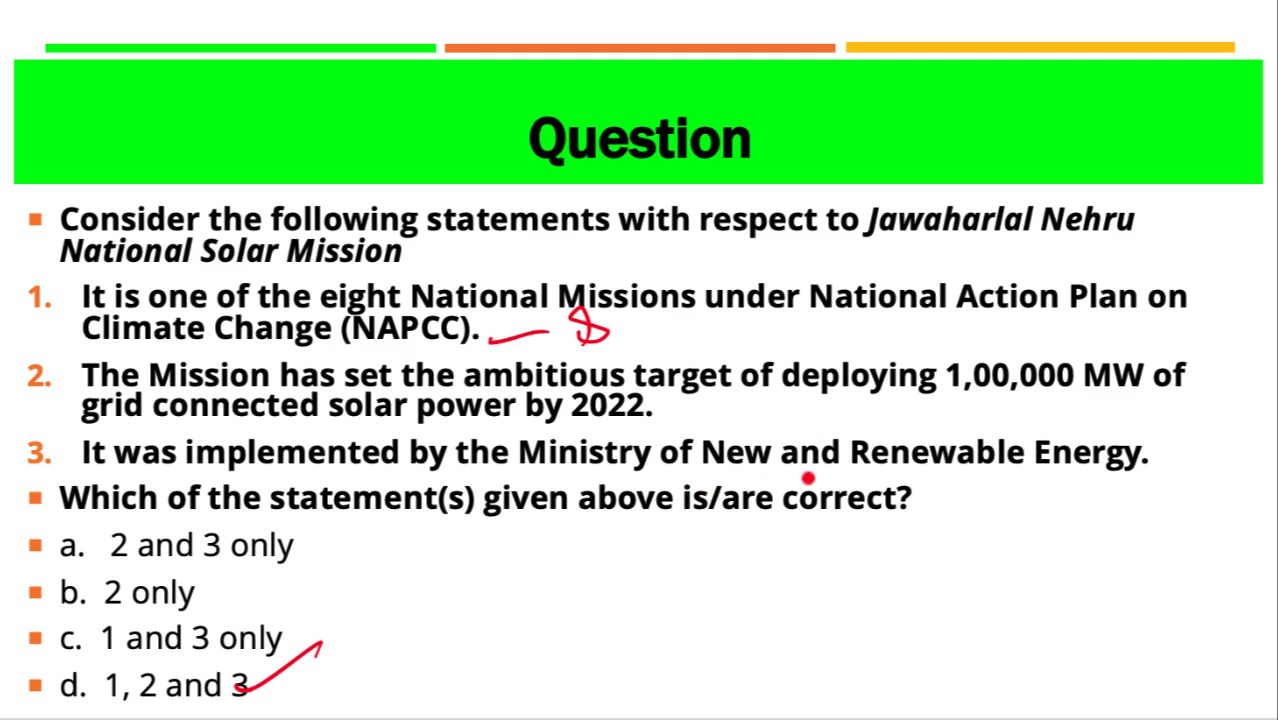 Question
▪ Consider the following statements with respect to Jawaharlal Nehru
National Solar Mission
1. It is one of the eight National Missions under National Action Plan on
Climate Change (NAPCC). 8
2. The Mission has set the ambitious target of deploying 1,00,000 MW of
grid connected solar power by 2022.
3. It was implemented by the Ministry of New and Renewable Energy.
▪ Which of the statement(s) given above is/are correct?
▪ a. 2 and 3 only
▪ b. 2 only
▪ c. 1 and 3 only
▪ d. 1, 2 and 3